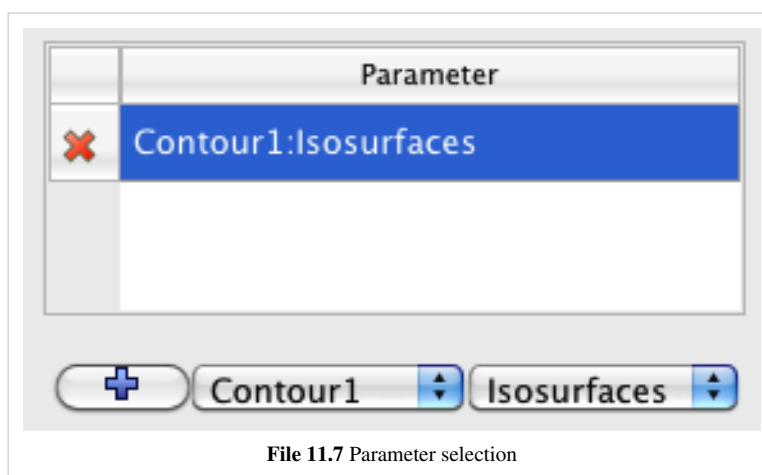 Parameter
Contour1:Isosurfaces
Contour1 Isosurfaces
File 11.7 Parameter selection